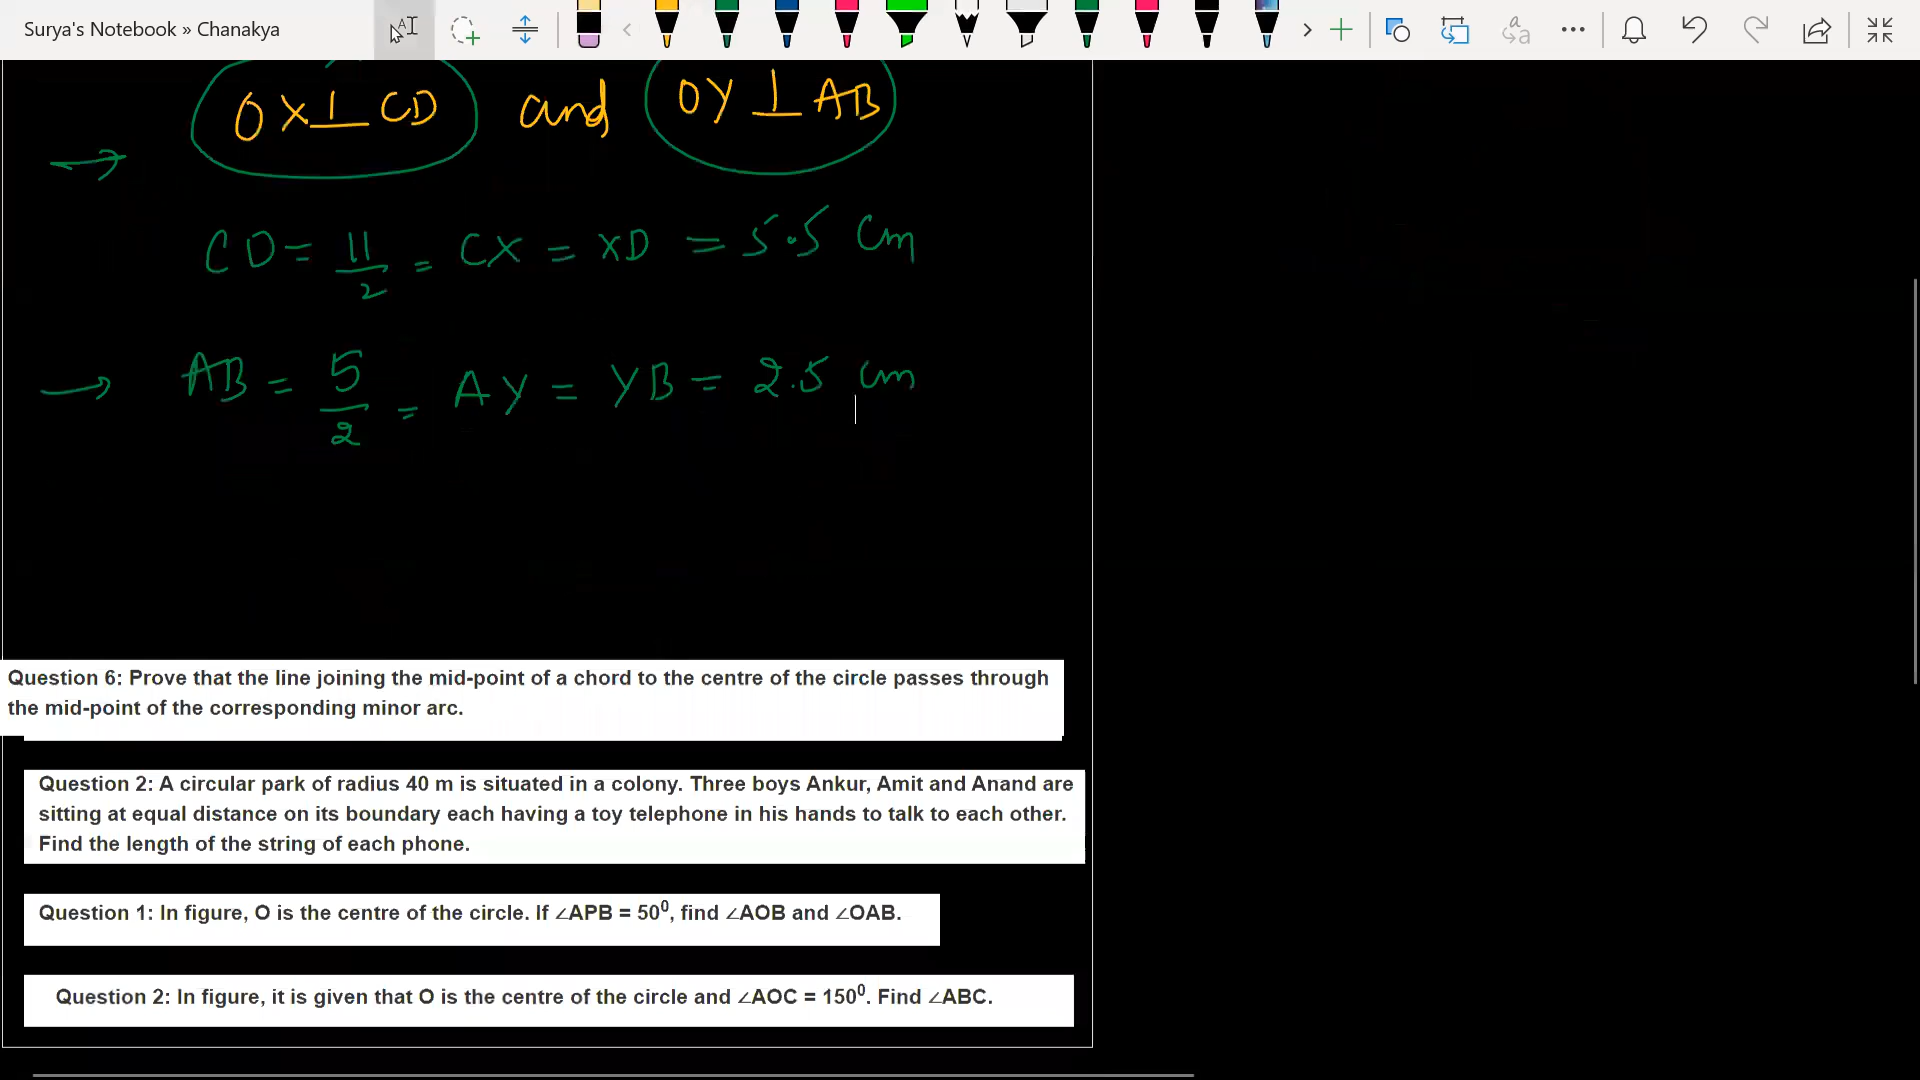 Surya's Notebook » Chanakya
OX ⊥ CD and OY ⊥ AB
CD = 11/2 = CX = XD = 5.5 cm
AB = 5/2 = AY = YB = 2.5 cm
Question 6: Prove that the line joining the mid-point of a chord to the centre of the circle passes through
the mid-point of the corresponding minor arc.
Question 2: A circular park of radius 40 m is situated in a colony. Three boys Ankur, Amit and Anand are
sitting at equal distance on its boundary each having a toy telephone in his hands to talk to each other.
Find the length of the string of each phone.
Question 1: In figure, O is the centre of the circle. If ∠APB = 50⁰, find ∠AOB and ∠OAB.
Question 2: In figure, it is given that O is the centre of the circle and ∠AOC = 150⁰. Find ∠ABC.